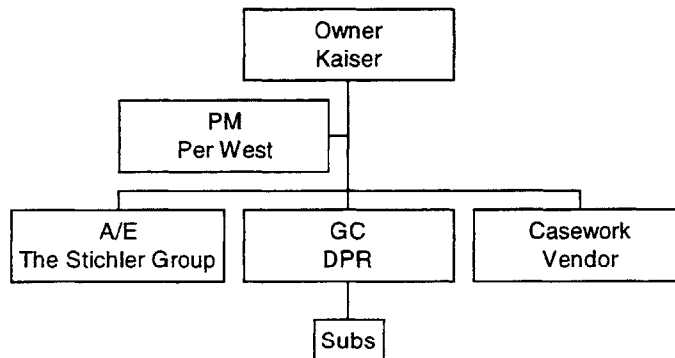 Owner
Kaiser
PM
Per West
A/E
The Stichler Group
GC
DPR
Casework
Vendor
Subs